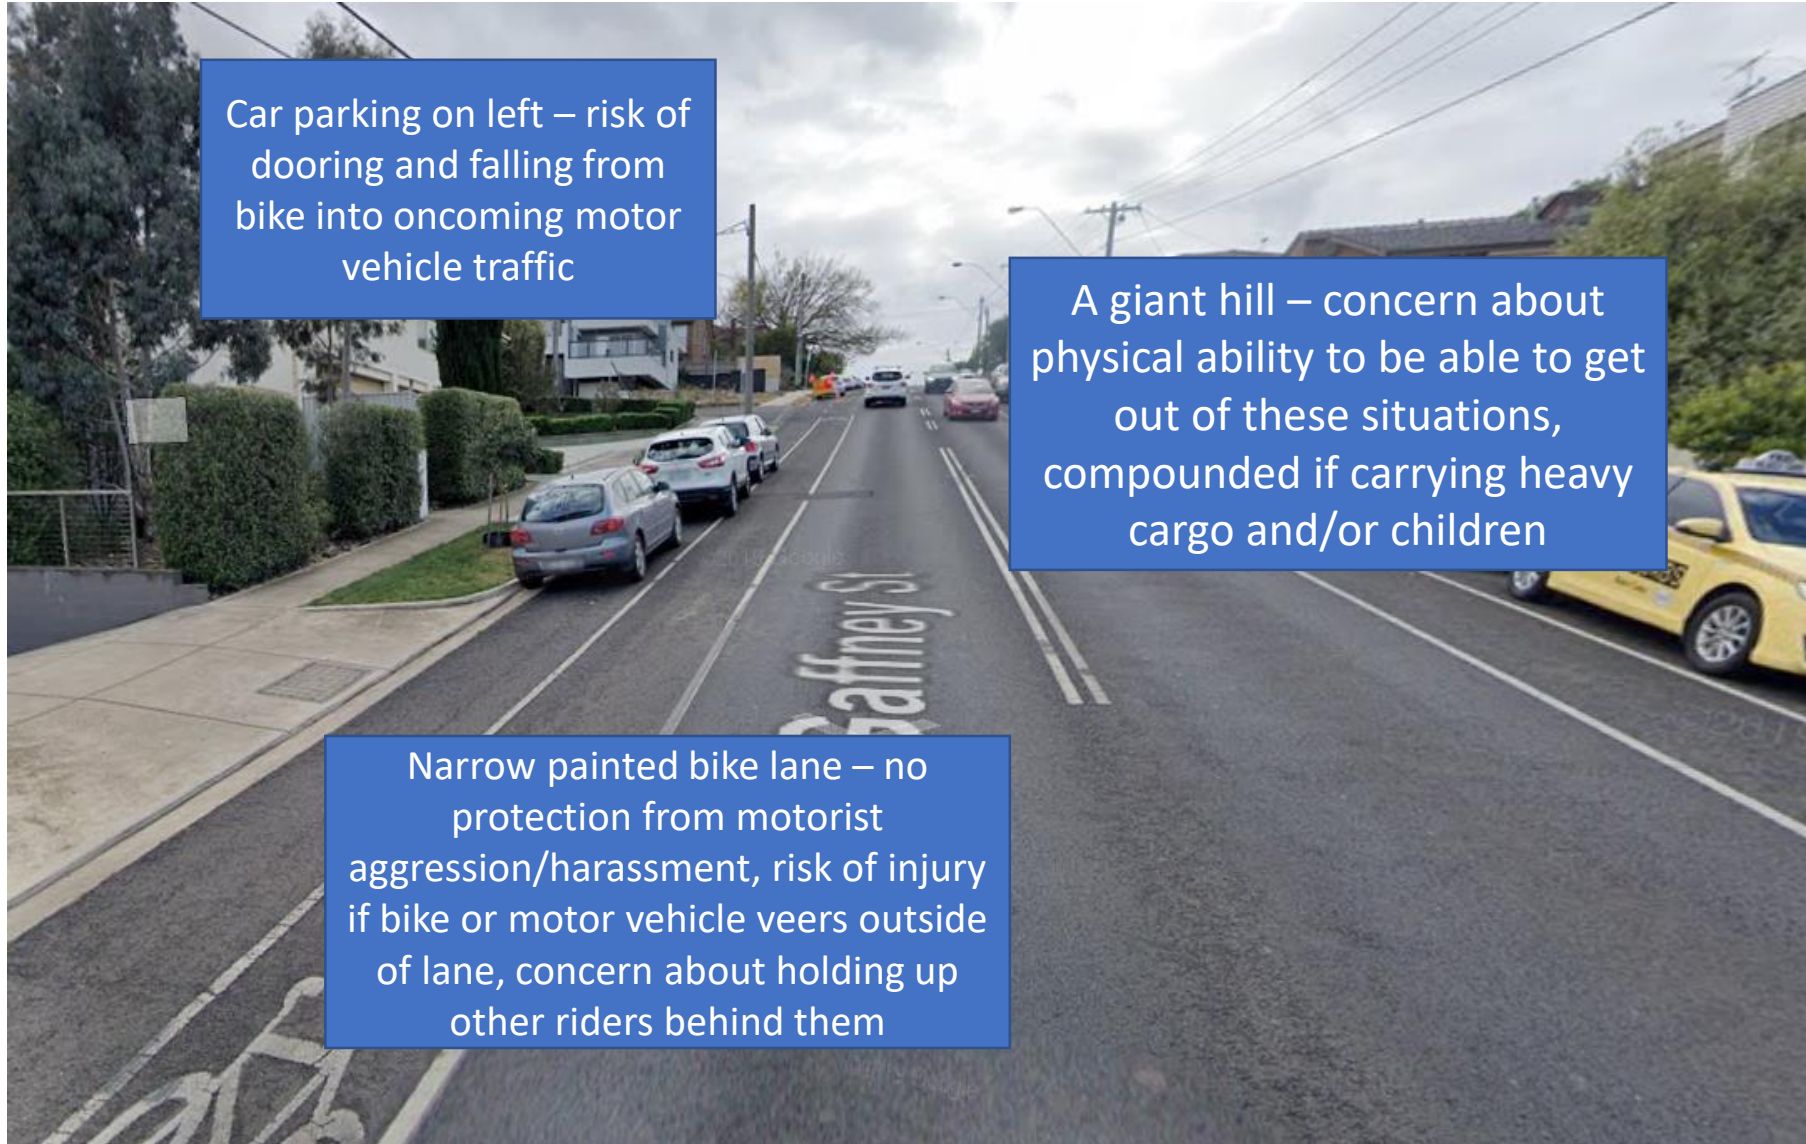 Car parking on left – risk of
dooring and falling from
bike into oncoming motor
vehicle traffic
A giant hill – concern about
physical ability to be able to get
out of these situations,
compounded if carrying heavy
cargo and/or children
Gaffney St
Narrow painted bike lane – no
protection from motorist
aggression/harassment, risk of injury
if bike or motor vehicle veers outside
of lane, concern about holding up
other riders behind them